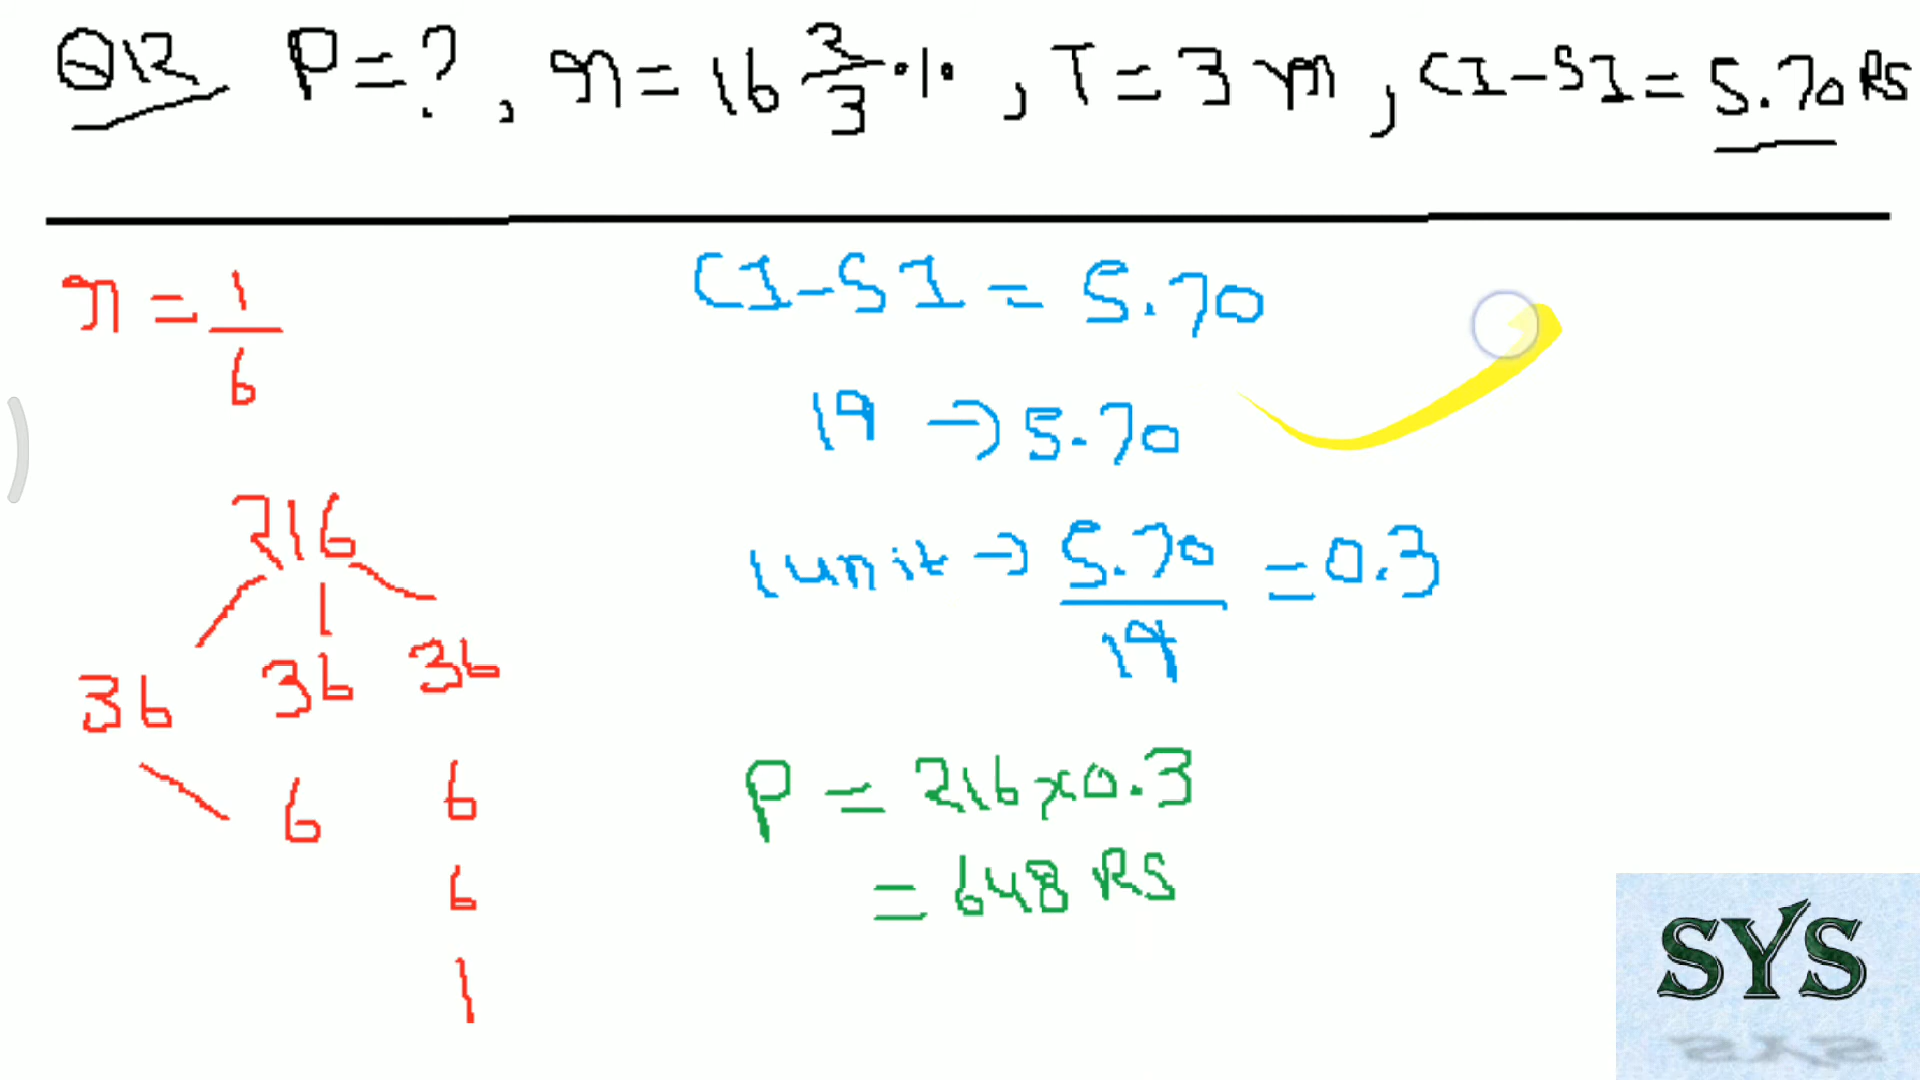 Q12 P = ?, r = 16 2/3 %, T = 3 yr, CI - SI = 5.70 RS
r = 1/6
CI - SI = 5.70
19 → 5.70
1 unit → 5.70/19 = 0.3
216
36 36 36
6 6
6
1
P = 216 x 0.3
= 648 RS
SYS